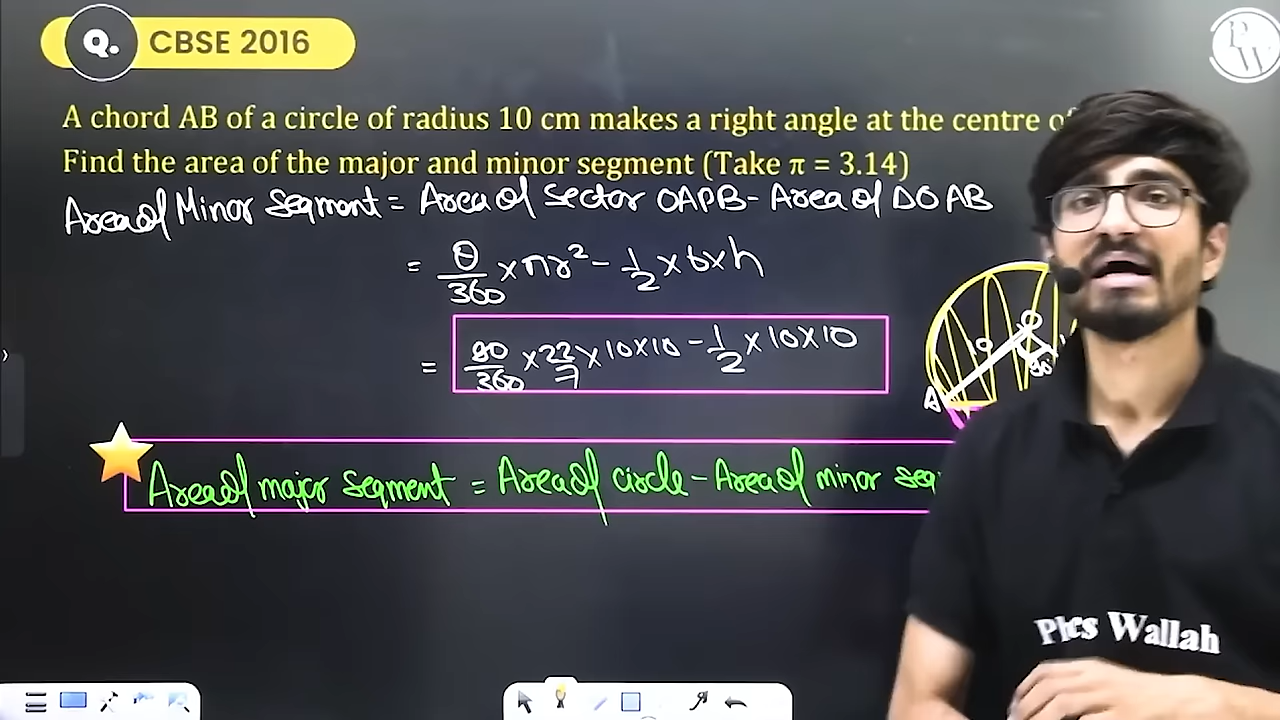 Q. CBSE 2016
PW
A chord AB of a circle of radius 10 cm makes a right angle at the centre of
Find the area of the major and minor segment (Take π = 3.14)
Area of Minor Segment = Area of Sector OAPB - Area of ΔOAB
= θ/360 × πr² - 1/2 × b × h
= 90/360 × 22/7 × 10×10 - 1/2 × 10×10
O
A
90
Area of major segment = Area of circle - Area of minor seg
Wallah